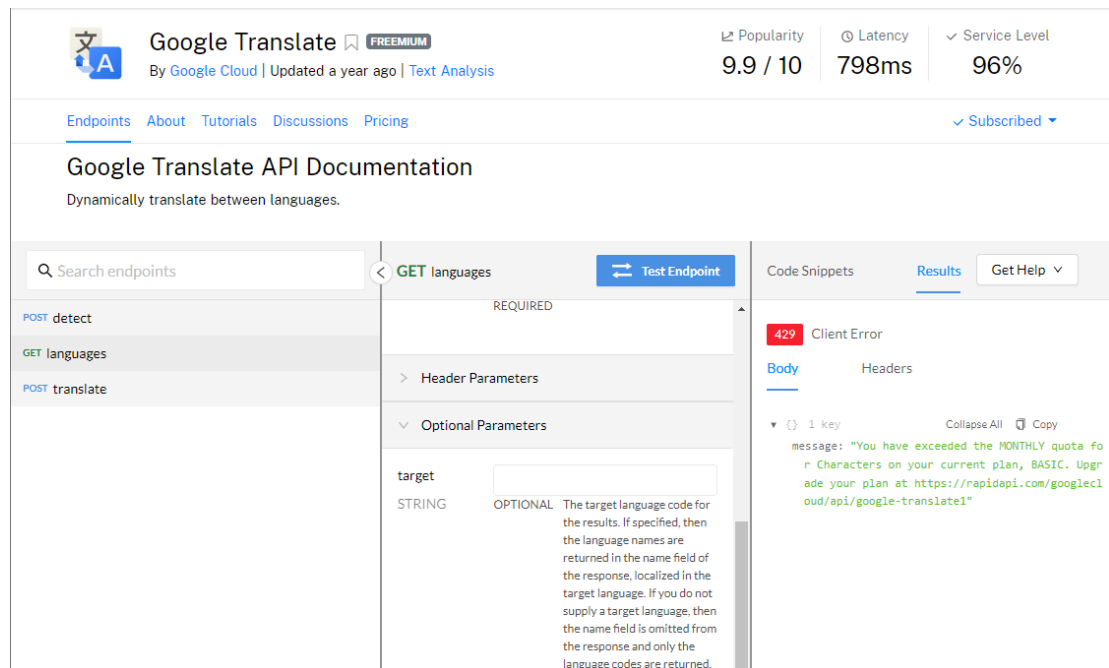 文
A
Google Translate FREEMIUM
By Google Cloud | Updated a year ago | Text Analysis
Popularity
9.9 / 10
Latency
798ms
Service Level
96%
Endpoints About Tutorials Discussions Pricing
Subscribed
Google Translate API Documentation
Dynamically translate between languages.
Search endpoints
POST detect
GET languages
POST translate
GET languages
Test Endpoint
REQUIRED
Header Parameters
Optional Parameters
target
STRING
OPTIONAL
The target language code for
the results. If specified, then
the language names are
returned in the name field of
the response, localized in the
target language. If you do not
supply a target language, then
the name field is omitted from
the response and only the
language codes are returned.
Code Snippets Results Get Help
429 Client Error
Body Headers
{} 1 key Collapse All Copy
message: "You have exceeded the MONTHLY quota fo
r Characters on your current plan, BASIC. Upgr
ade your plan at https://rapidapi.com/googlecl
oud/api/google-translate1"